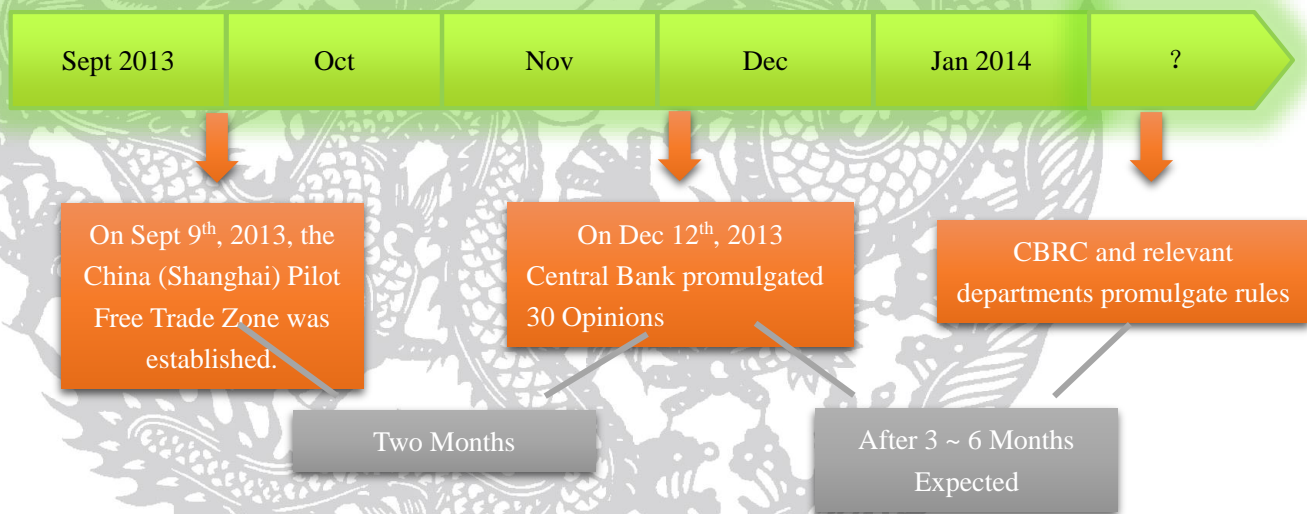 Sept 2013
Oct
Nov
Dec
Jan 2014
？
On Sept 9th, 2013, the
China (Shanghai) Pilot
Free Trade Zone was
established.
On Dec 12th, 2013
Central Bank promulgated
30 Opinions
CBRC and relevant
departments promulgate rules
Two Months
After 3 ~ 6 Months
Expected